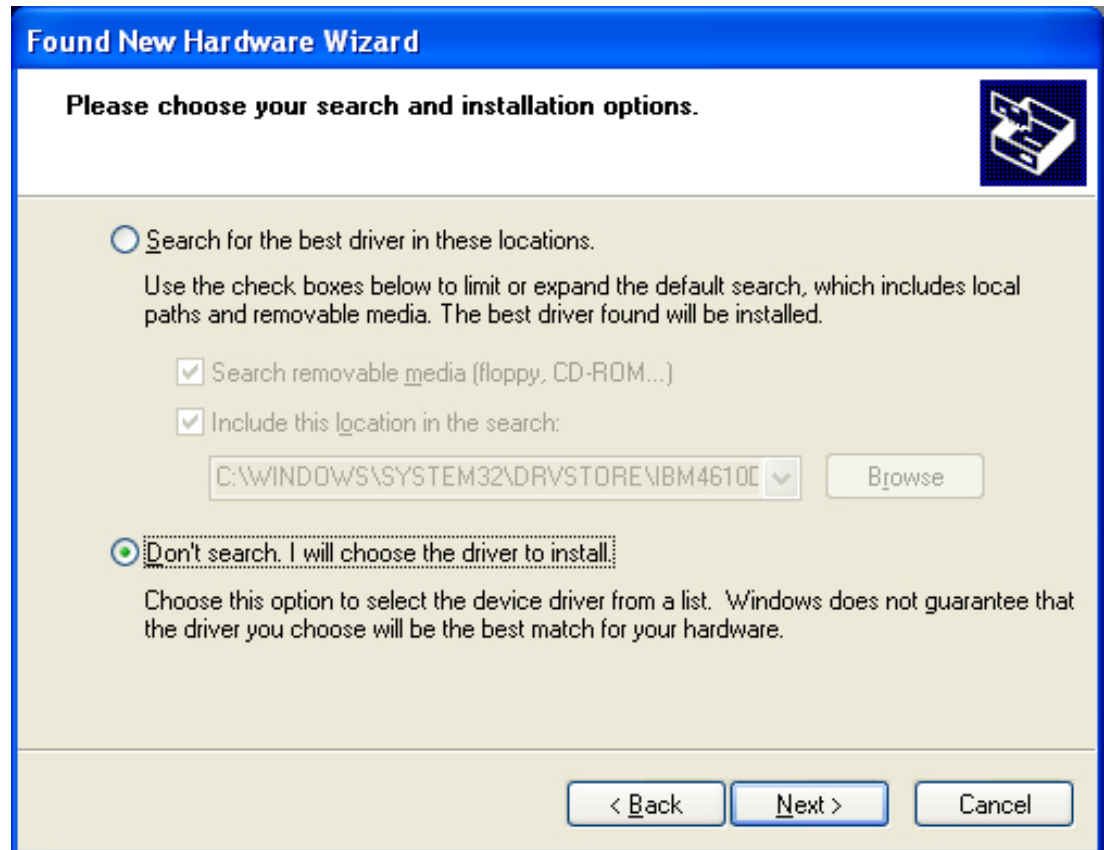 Found New Hardware Wizard
Please choose your search and installation options.
Search for the best driver in these locations.
Use the check boxes below to limit or expand the default search, which includes local
paths and removable media. The best driver found will be installed.
Search removable media (floppy, CD-ROM...)
Include this location in the search:
C:\WINDOWS\SYSTEM32\DRVSTORE\IBM4610D
Browse
Don't search. I will choose the driver to install.
Choose this option to select the device driver from a list. Windows does not guarantee that
the driver you choose will be the best match for your hardware.
< Back Next > Cancel